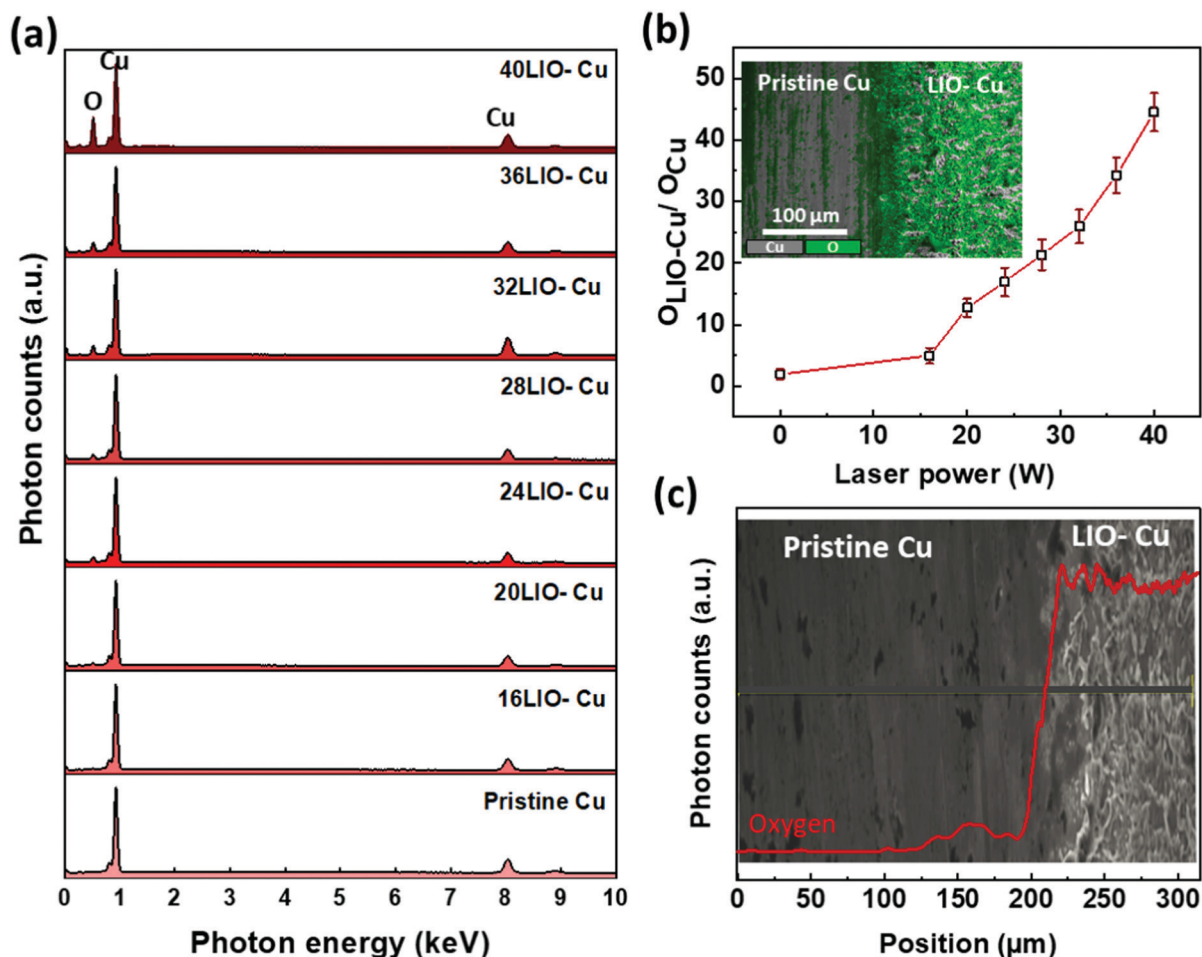 (a)
Photon counts (a.u.)
O
Cu
Cu
40LIO- Cu
36LIO- Cu
32LIO- Cu
28LIO- Cu
24LIO- Cu
20LIO- Cu
16LIO- Cu
Pristine Cu
0 1 2 3 4 5 6 7 8 9 10
Photon energy (keV)
(b)
O_LIO-Cu/ O_Cu
50
40
30
20
10
0
Pristine Cu
LIO- Cu
100 µm
Cu
O
0 10 20 30 40
Laser power (W)
(c)
Photon counts (a.u.)
Pristine Cu
LIO- Cu
Oxygen
0 50 100 150 200 250 300
Position (µm)